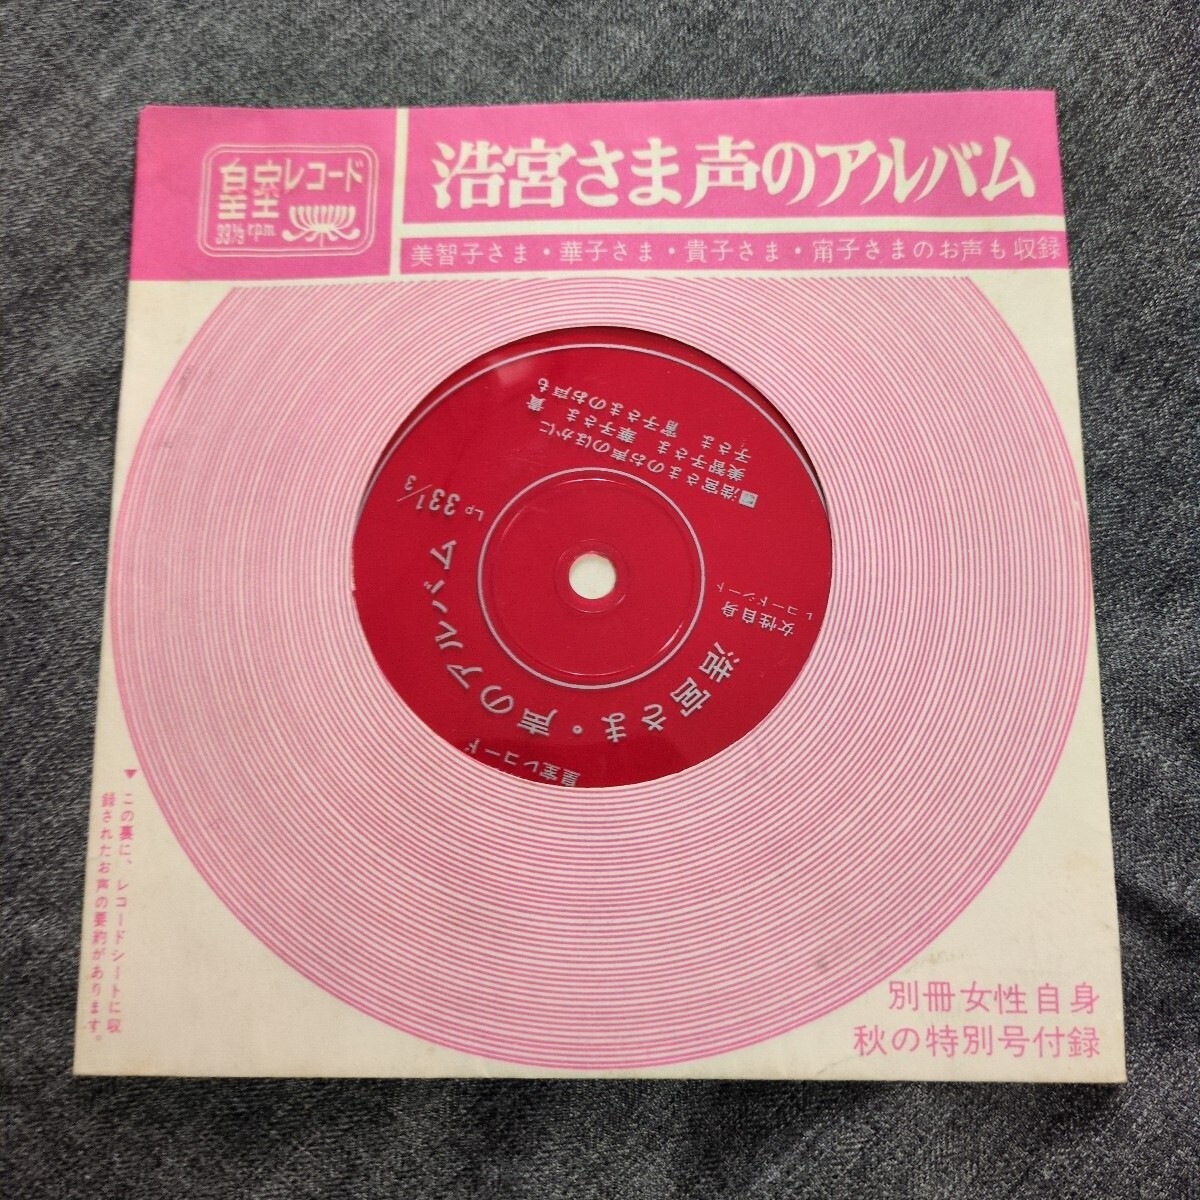 皇室レコード
33⅓ r.p.m.
浩宮さま声のアルバム
美智子さま・華子さま・貴子さま・甯子さまのお声も収録
■浩宮さまのお声のほかに
美智子さま 華子さま 貴
子さま 甯子さまのお声も
LP 33 1/3
女性自身
レコードシート
浩宮さま・声のアルバム
皇室レコード
▼この裏に、レコードシートに収
録されたお声の要約があります。
別冊女性自身
秋の特別号付録